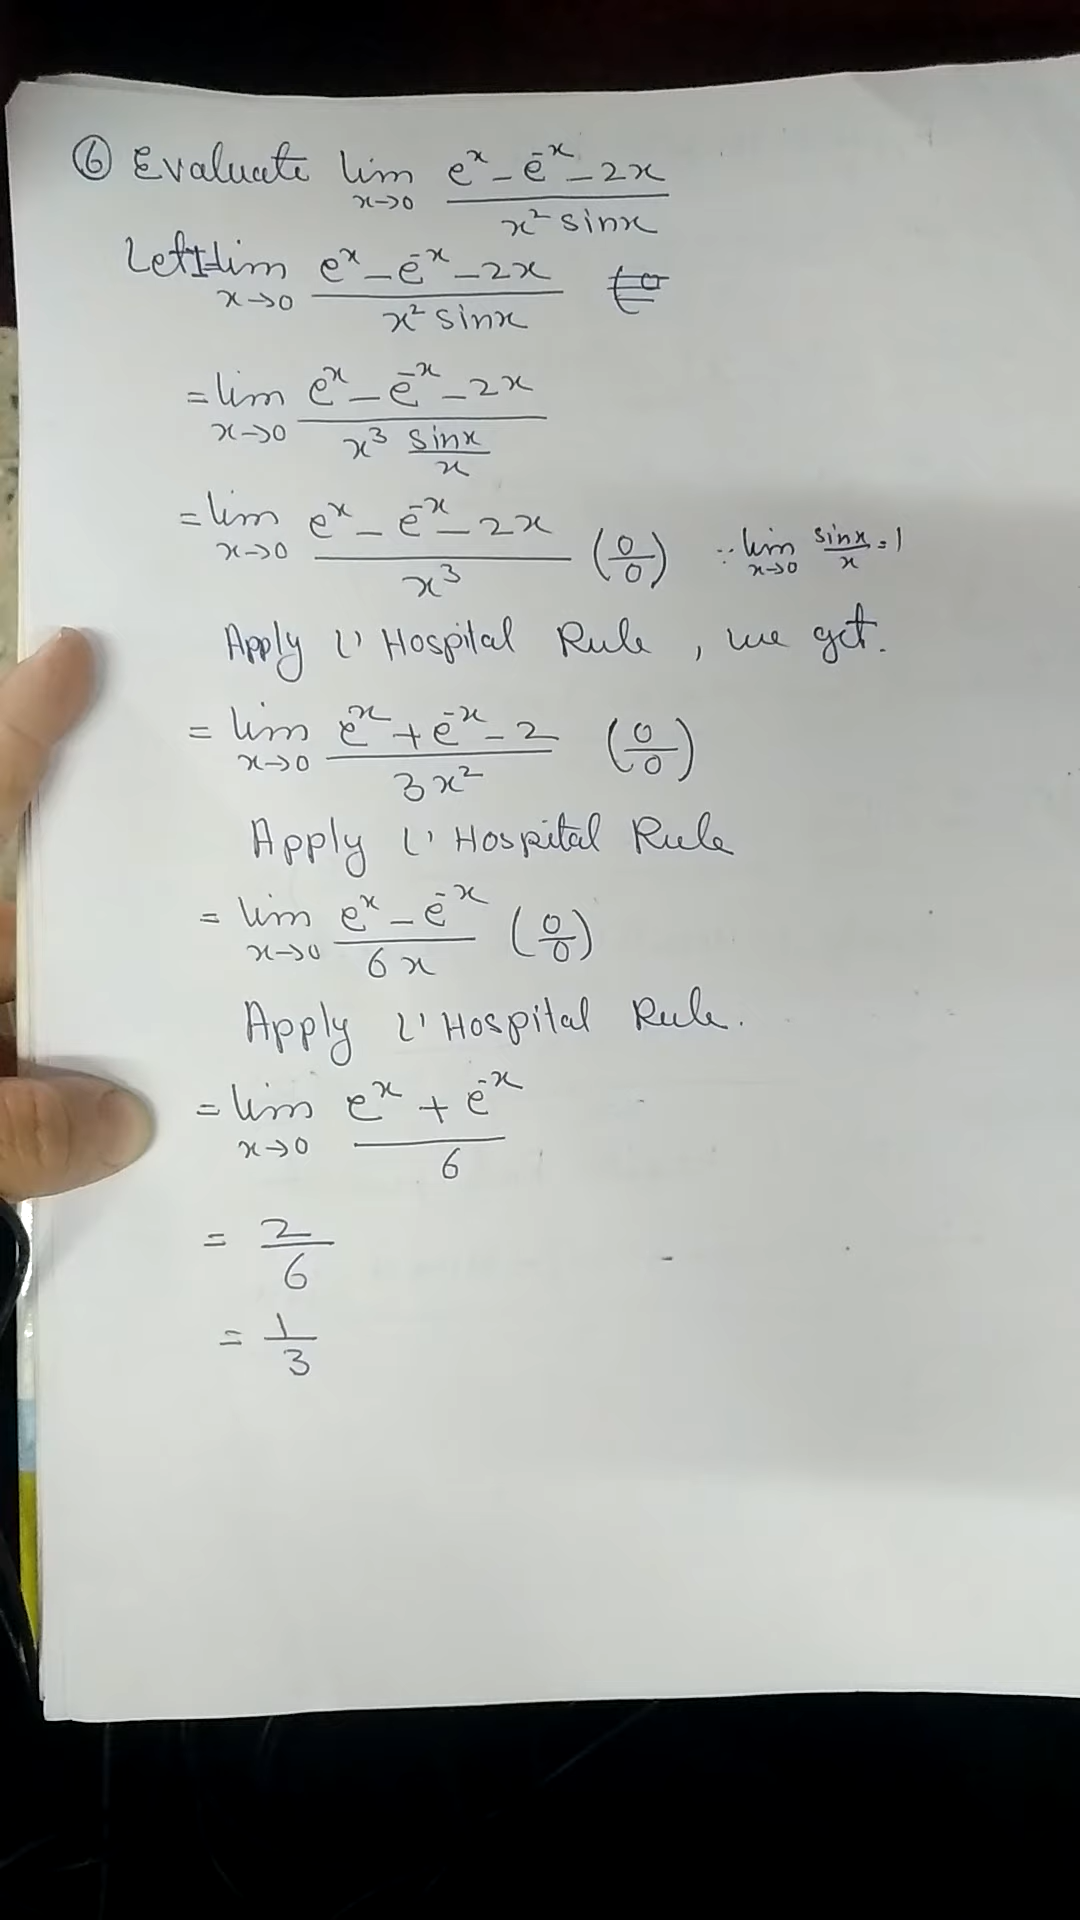 ⑥ Evaluate lim x→0 (e^x - e^-x - 2x)/(x² sinx)
Let I = lim x→0 (e^x - e^-x - 2x)/(x² sinx)
= lim x→0 (e^x - e^-x - 2x)/(x³ sinx/x)
= lim x→0 (e^x - e^-x - 2x)/x³ (0/0) ∵ lim x→0 sinx/x = 1
Apply L' Hospital Rule, we get.
= lim x→0 (e^x + e^-x - 2)/3x² (0/0)
Apply L' Hospital Rule
= lim x→0 (e^x - e^-x)/6x (0/0)
Apply L' Hospital Rule.
= lim x→0 (e^x + e^-x)/6
= 2/6
= 1/3